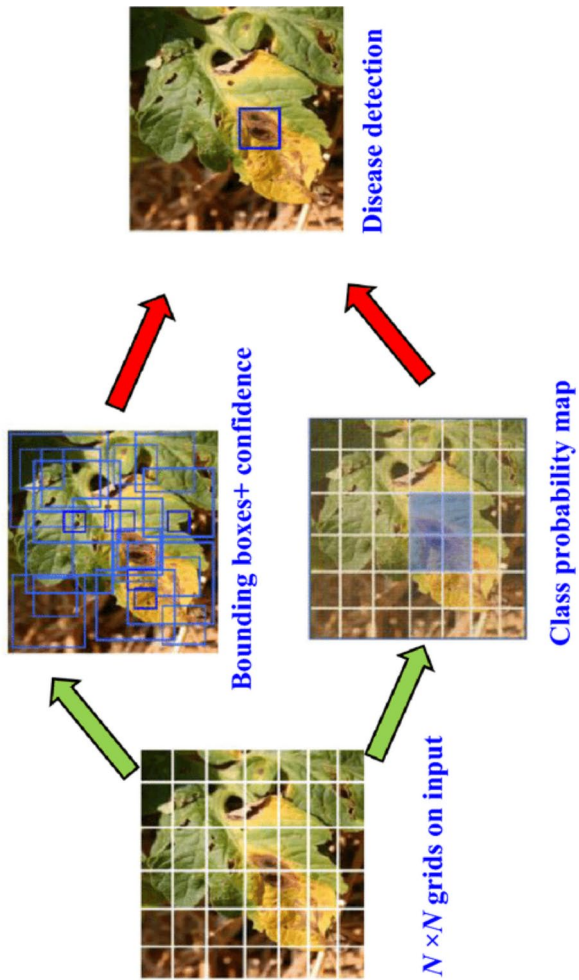 N ×N grids on input
Bounding boxes+ confidence
Class probability map
Disease detection